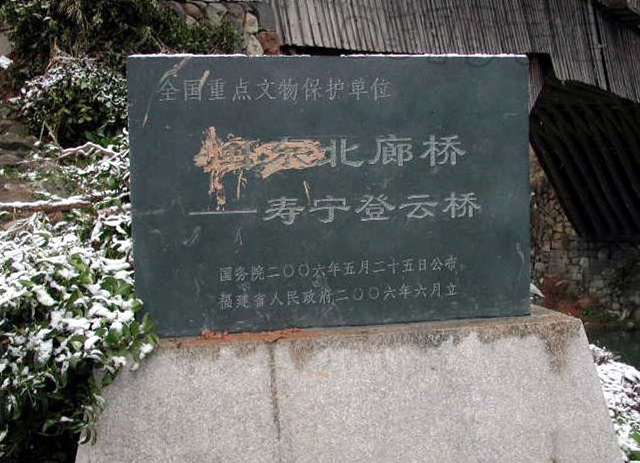 全国重点文物保护单位
北廊桥
——寿宁登云桥
国务院二〇〇六年五月二十五日公布
福建省人民政府二〇〇六年六月立